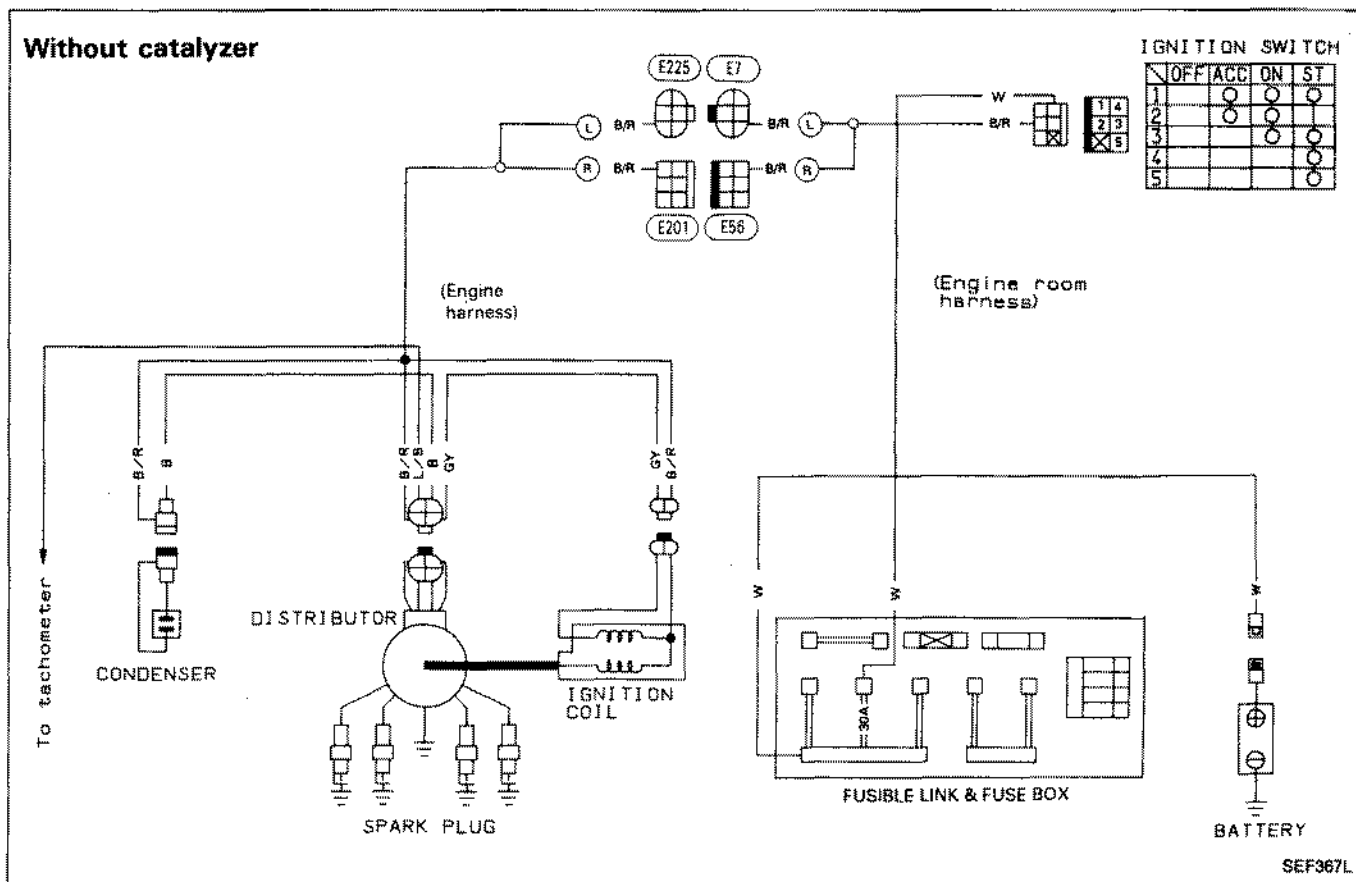 Without catalyzer
IGNITION SWITCH
OFF ACC ON ST
1
2
3
4
5
E225 E7
L B/R B/R L
R B/R B/R R
E201 E56
W
B/R
1 4
2 3
5
(Engine
harness)
(Engine room
harness)
B/R B
B/R L/B B GY
GY B/R
To tachometer
CONDENSER
DISTRIBUTOR
IGNITION
COIL
SPARK PLUG
W
W
W
30A
FUSIBLE LINK & FUSE BOX
BATTERY
SEF367L